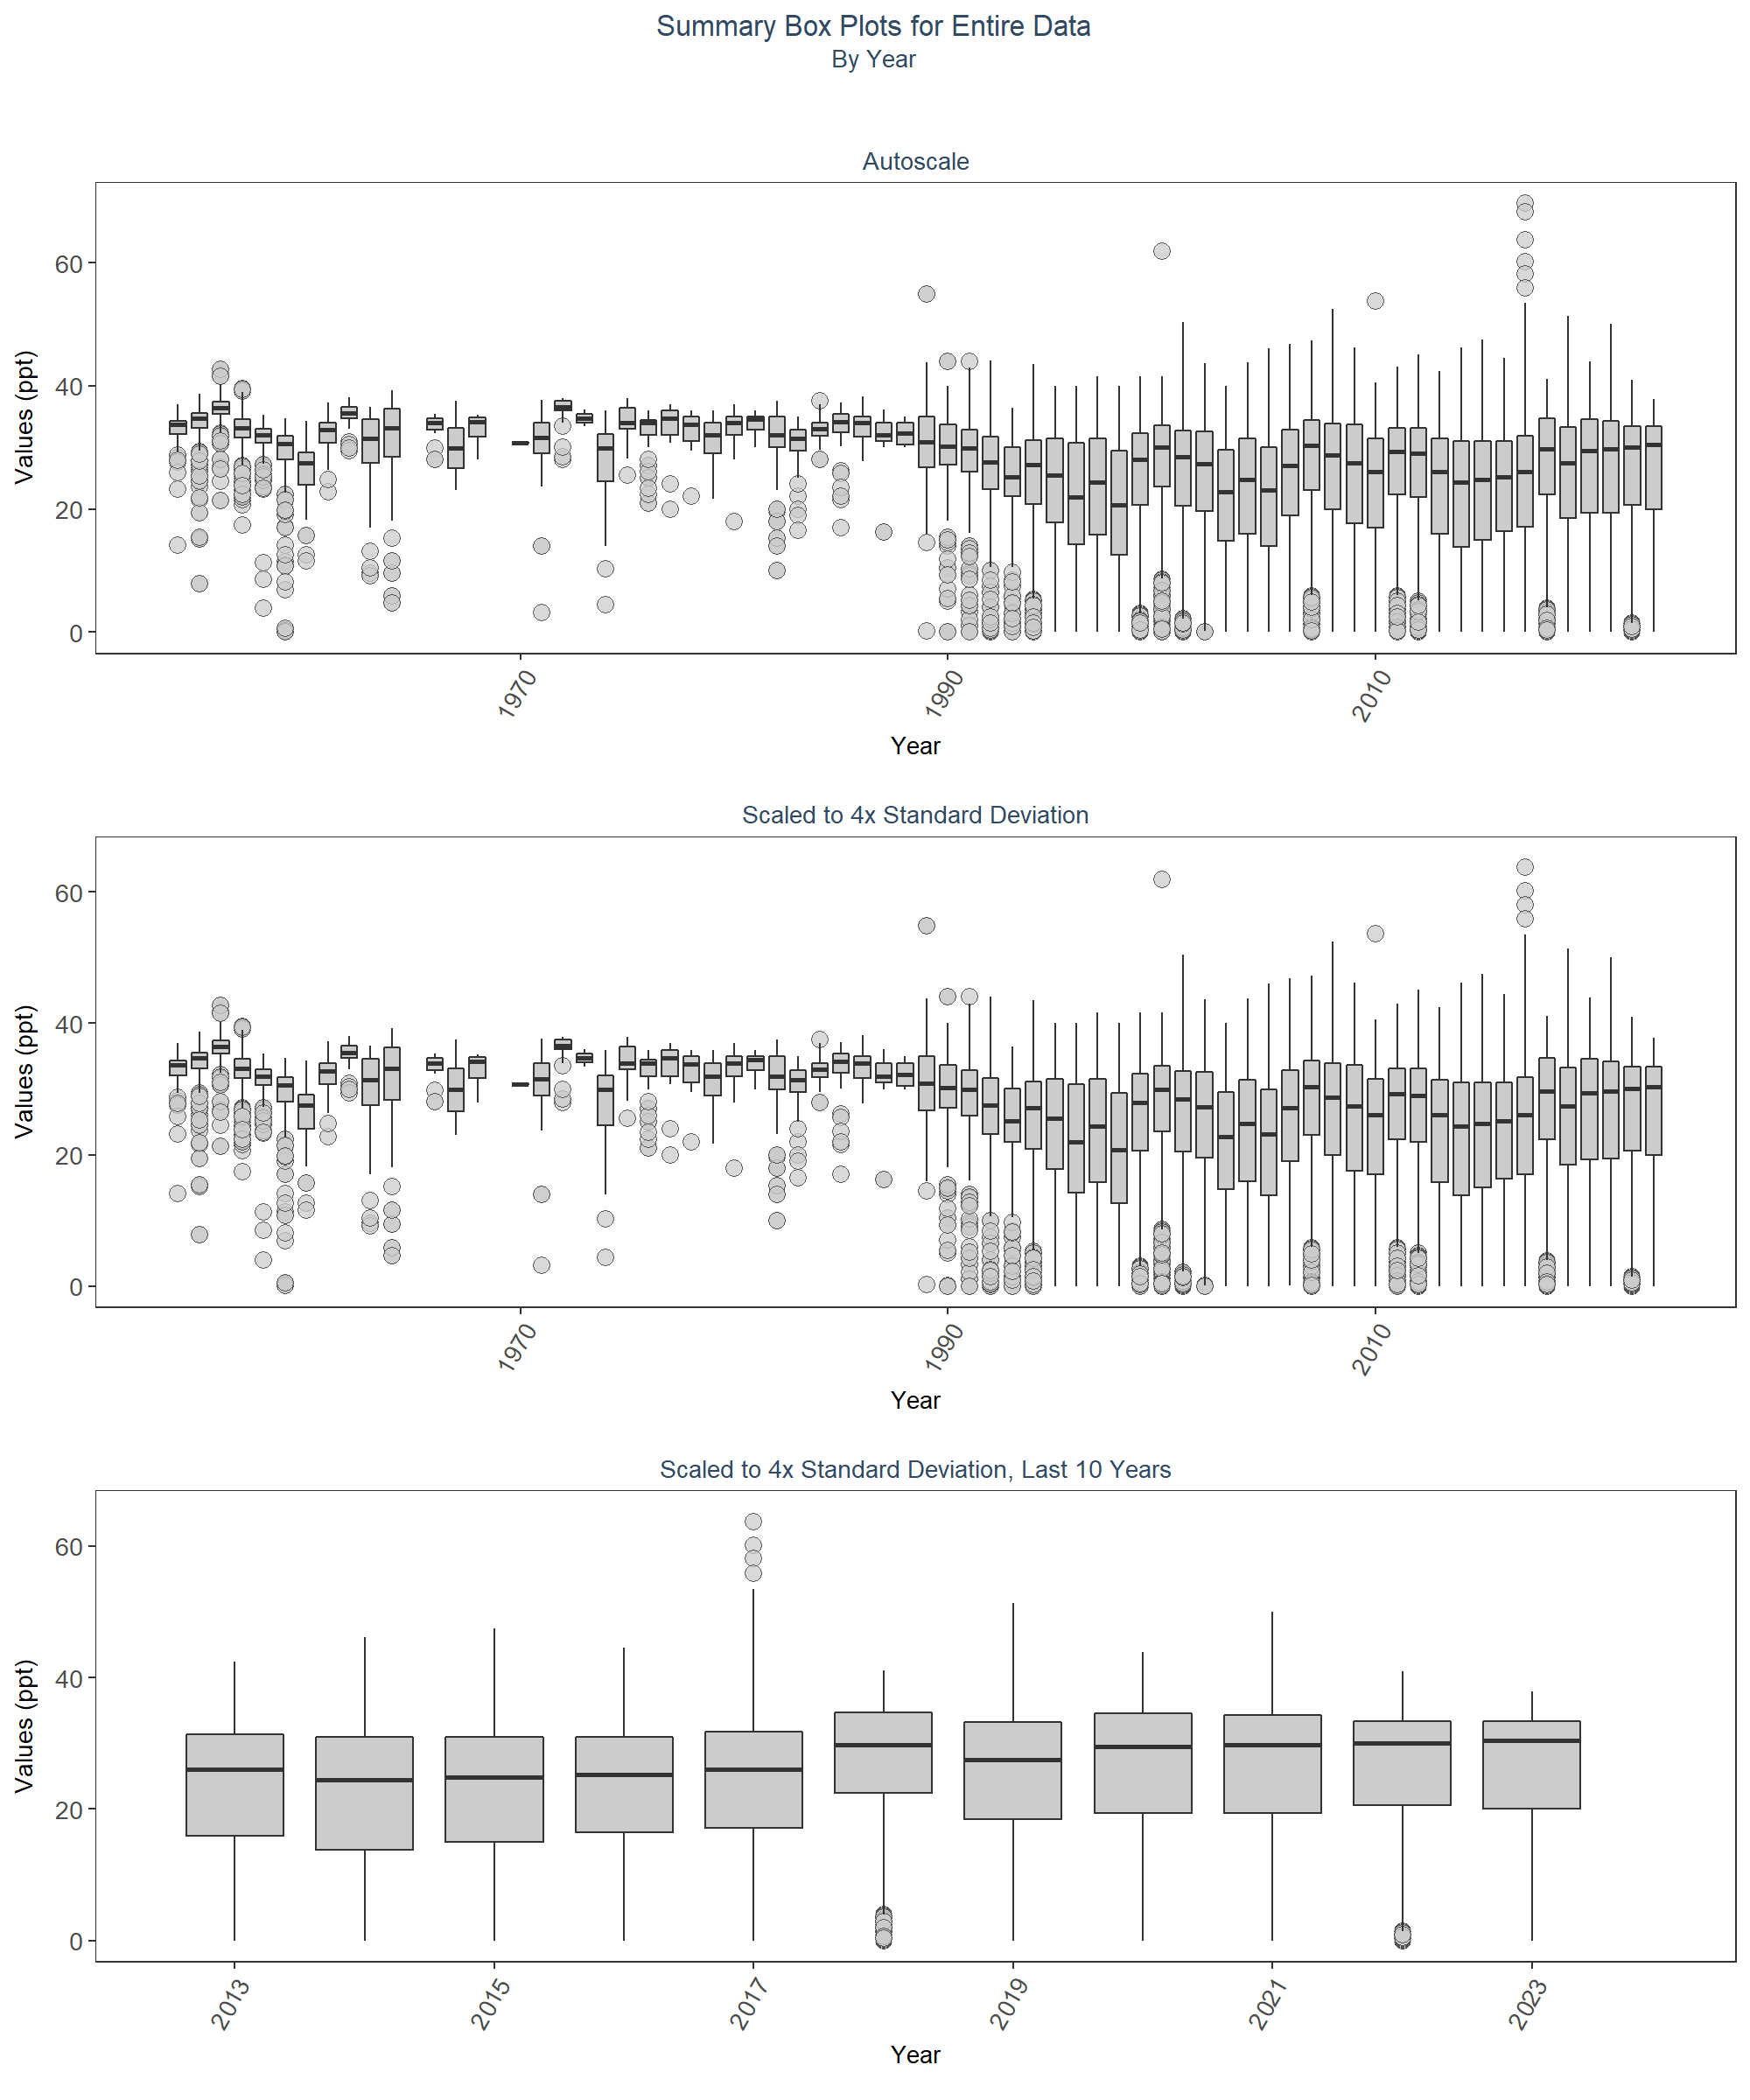 Summary Box Plots for Entire Data
By Year
Autoscale
Values (ppt)
60
40
20
0
1970
1990
2010
Year
Scaled to 4x Standard Deviation
Values (ppt)
60
40
20
0
1970
1990
2010
Year
Scaled to 4x Standard Deviation, Last 10 Years
Values (ppt)
60
40
20
0
2013
2015
2017
2019
2021
2023
Year